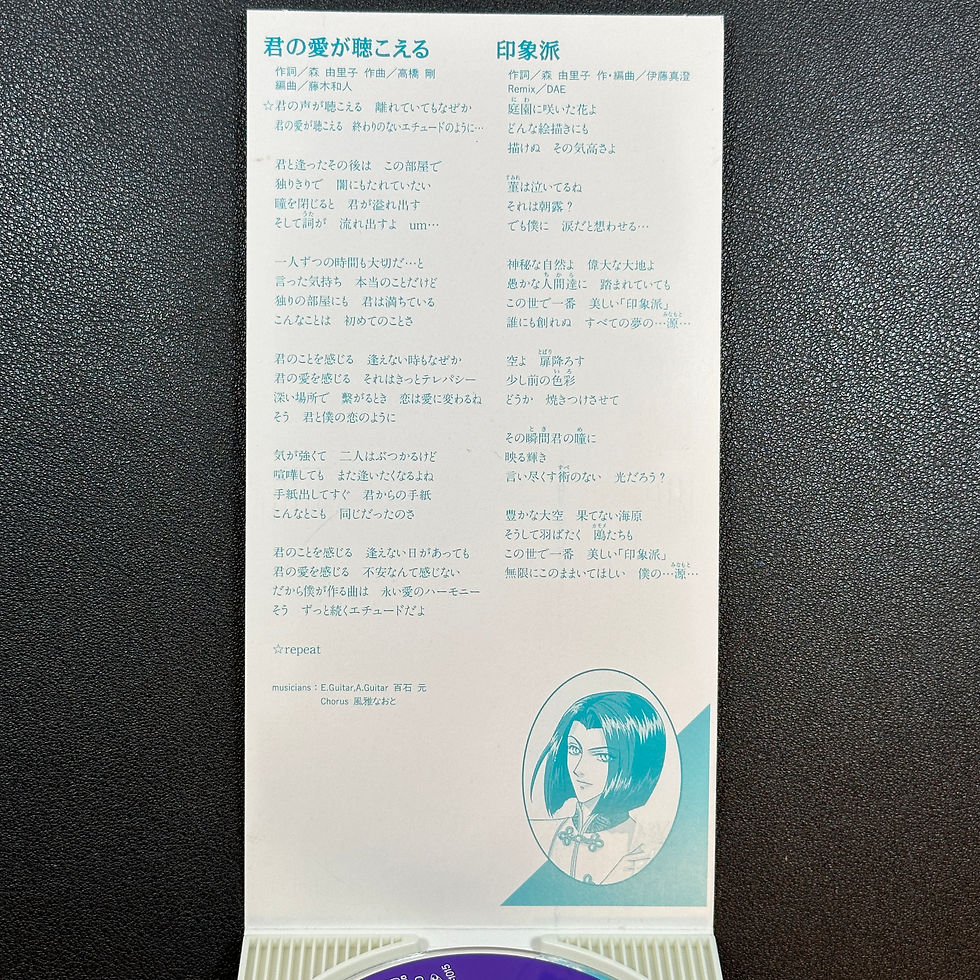 君の愛が聴こえる
作詞／森 由里子 作曲／高橋 剛
編曲／藤木和人
☆君の声が聴こえる　離れていてもなぜか
君の愛が聴こえる　終わりのないエチュードのように…
君と逢ったその後は　この部屋で
独りきりで　闇にもたれていたい
瞳を閉じると　君が溢れ出す
うた
そして詞が　流れ出すよ　um…
一人ずつの時間も大切だ…と
言った気持ち　本当のことだけど
独りの部屋にも　君は満ちている
こんなことは　初めてのことさ
君のことを感じる　逢えない時もなぜか
君の愛を感じる　それはきっとテレパシー
深い場所で　繋がるとき　恋は愛に変わるね
そう　君と僕の恋のように
気が強くて　二人はぶつかるけど
喧嘩しても　また逢いたくなるよね
手紙出してすぐ　君からの手紙
こんなとこも　同じだったのさ
君のことを感じる　逢えない日があっても
君の愛を感じる　不安なんて感じない
だから僕が作る曲は　永い愛のハーモニー
そう　ずっと続くエチュードだよ
☆repeat
musicians：E.Guitar,A.Guitar 百石 元
Chorus 風雅なおと
印象派
作詞／森 由里子 作・編曲／伊藤真澄
Remix／DAE
にわ
庭園に咲いた花よ
どんな絵描きにも
描けぬ　その気高さよ
すみれ
菫は泣いてるね
それは朝露？
でも僕に　涙だと想わせる…
神秘な自然よ　偉大な大地よ
愚かな人間達に　踏まれていても
この世で一番　美しい「印象派」
みなもと
誰にも創れぬ　すべての夢の…源…
とばり
空よ　扉降ろす
いろ
少し前の色彩
どうか　焼きつけさせて
とき　め
その瞬間君の瞳に
映る輝き
すべ
言い尽くす術のない　光だろう？
豊かな大空　果てない海原
カモメ
そうして羽ばたく　鴎たちも
この世で一番　美しい「印象派」
みなもと
無限にこのままいてほしい　僕の…源…